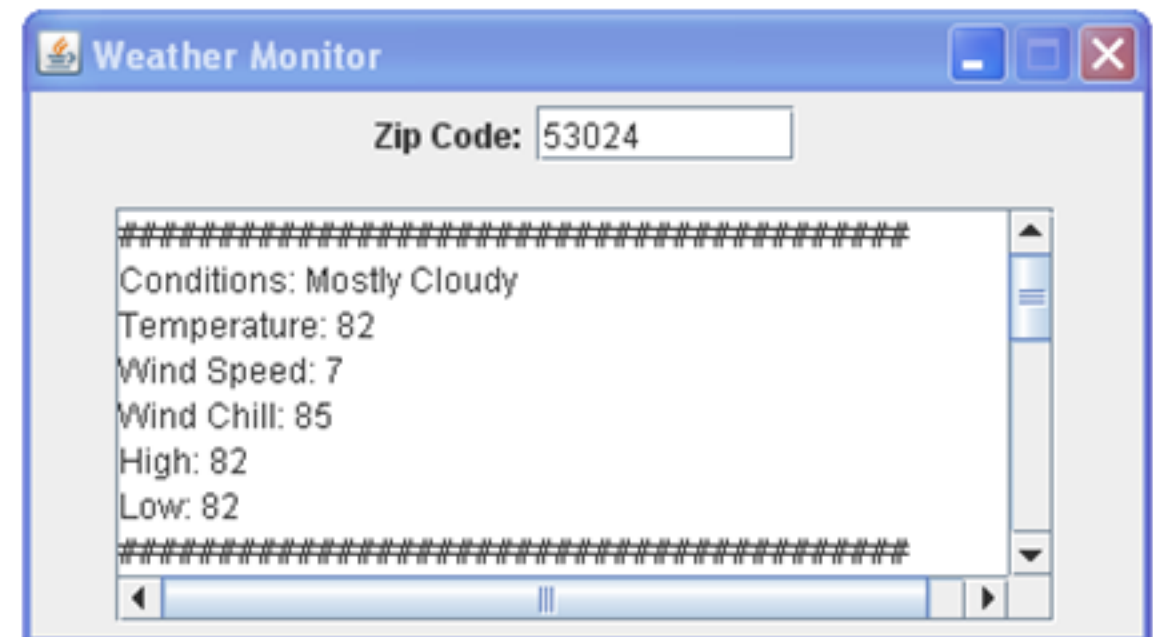 Weather Monitor
Zip Code: 53024
########################################
Conditions: Mostly Cloudy
Temperature: 82
Wind Speed: 7
Wind Chill: 85
High: 82
Low: 82
########################################